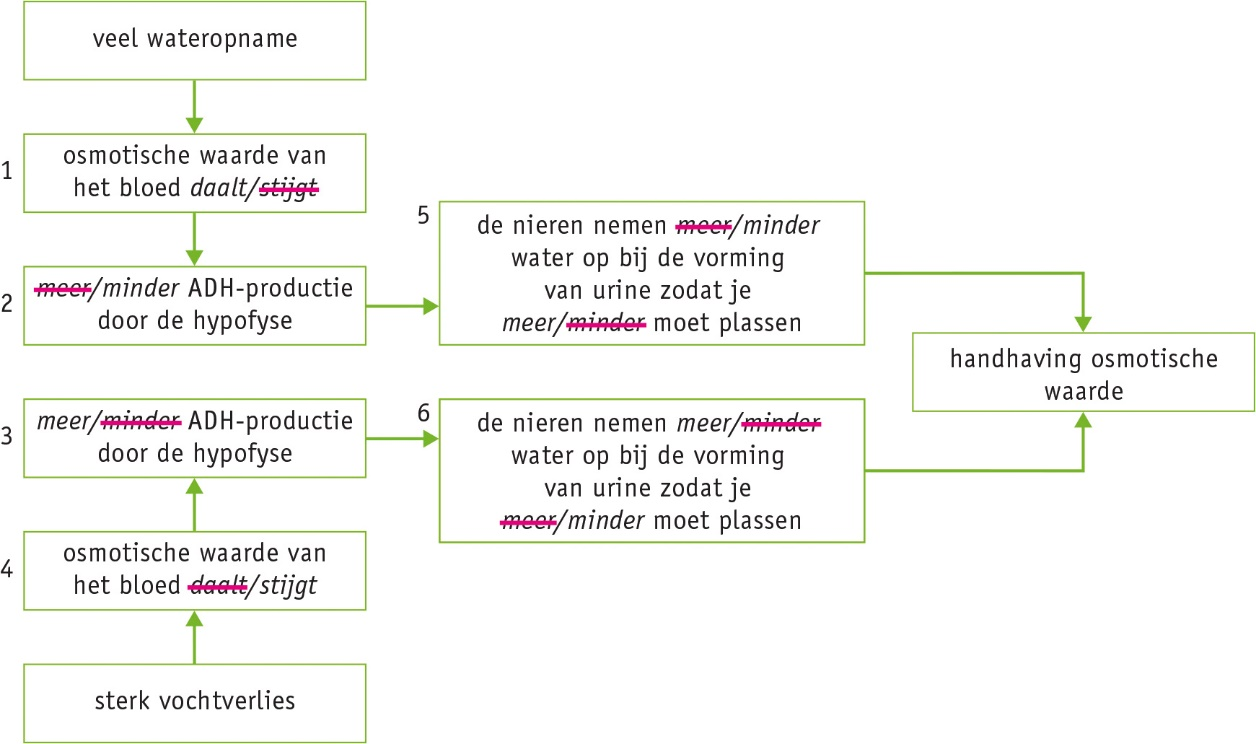 veel wateropname
1
osmotische waarde van
het bloed daalt/stijgt
2
meer/minder ADH-productie
door de hypofyse
5
de nieren nemen meer/minder
water op bij de vorming
van urine zodat je
meer/minder moet plassen
handhaving osmotische
waarde
3
meer/minder ADH-productie
door de hypofyse
6
de nieren nemen meer/minder
water op bij de vorming
van urine zodat je
meer/minder moet plassen
4
osmotische waarde van
het bloed daalt/stijgt
sterk vochtverlies